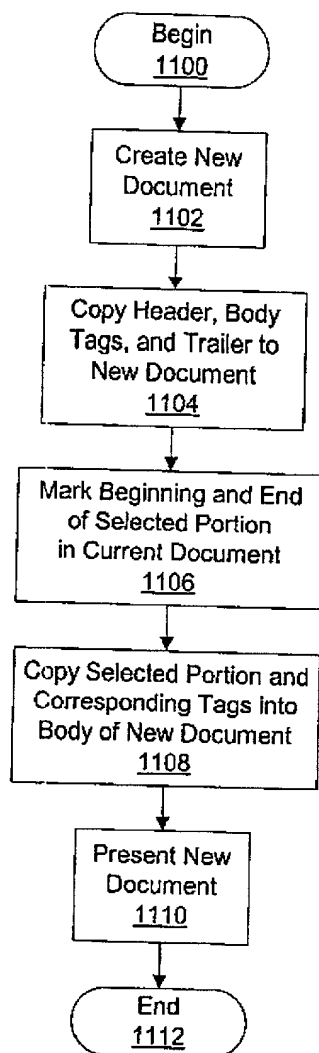 Begin
1100
Create New
Document
1102
Copy Header, Body
Tags, and Trailer to
New Document
1104
Mark Beginning and End
of Selected Portion
in Current Document
1106
Copy Selected Portion and
Corresponding Tags into
Body of New Document
1108
Present New
Document
1110
End
1112